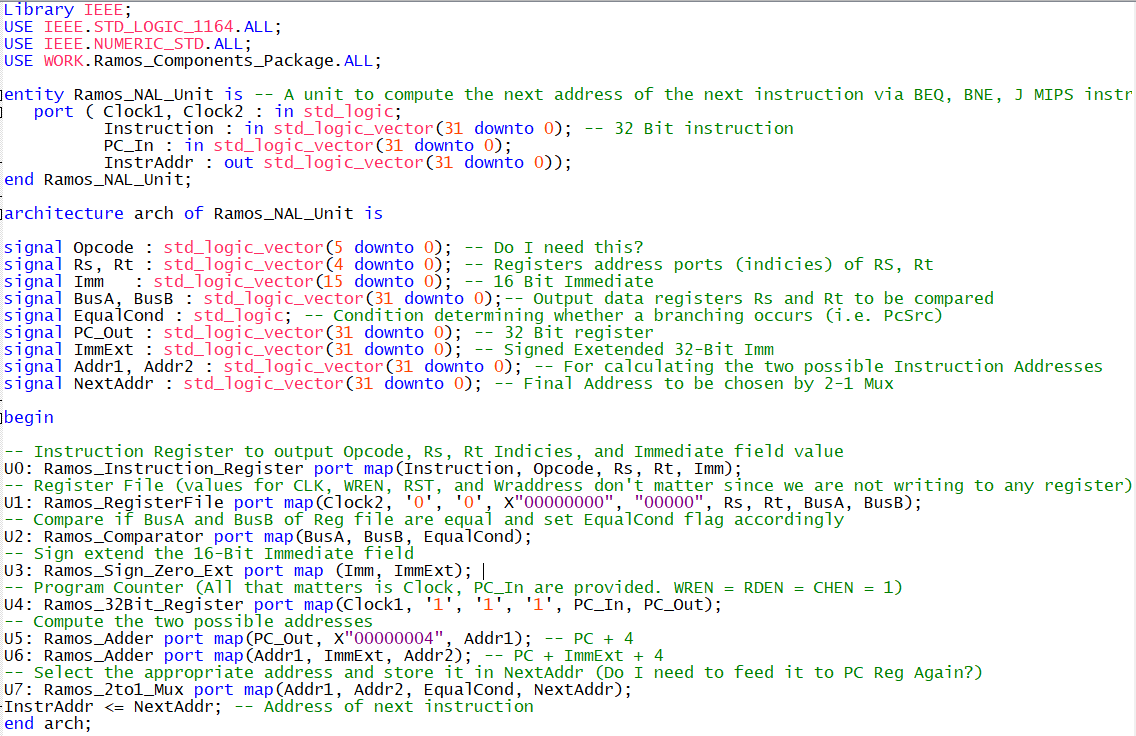 Library IEEE;
USE IEEE.STD_LOGIC_1164.ALL;
USE IEEE.NUMERIC_STD.ALL;
USE WORK.Ramos_Components_Package.ALL;
entity Ramos_NAL_Unit is -- A unit to compute the next address of the next instruction via BEQ, BNE, J MIPS instr
port ( Clock1, Clock2 : in std_logic;
Instruction : in std_logic_vector(31 downto 0); -- 32 Bit instruction
PC_In : in std_logic_vector(31 downto 0);
InstrAddr : out std_logic_vector(31 downto 0));
end Ramos_NAL_Unit;
architecture arch of Ramos_NAL_Unit is
signal Opcode : std_logic_vector(5 downto 0); -- Do I need this?
signal Rs, Rt : std_logic_vector(4 downto 0); -- Registers address ports (indicies) of RS, Rt
signal Imm   : std_logic_vector(15 downto 0); -- 16 Bit Immediate
signal BusA, BusB : std_logic_vector(31 downto 0);-- Output data registers Rs and Rt to be compared
signal EqualCond : std_logic; -- Condition determining whether a branching occurs (i.e. PcSrc)
signal PC_Out : std_logic_vector(31 downto 0); -- 32 Bit register
signal ImmExt : std_logic_vector(31 downto 0); -- Signed Exetended 32-Bit Imm
signal Addr1, Addr2 : std_logic_vector(31 downto 0); -- For calculating the two possible Instruction Addresses
signal NextAddr : std_logic_vector(31 downto 0); -- Final Address to be chosen by 2-1 Mux
begin
-- Instruction Register to output Opcode, Rs, Rt Indicies, and Immediate field value
U0: Ramos_Instruction_Register port map(Instruction, Opcode, Rs, Rt, Imm);
-- Register File (values for CLK, WREN, RST, and Wraddress don't matter since we are not writing to any register)
U1: Ramos_RegisterFile port map(Clock2, '0', '0', X"00000000", "00000", Rs, Rt, BusA, BusB);
-- Compare if BusA and BusB of Reg file are equal and set EqualCond flag accordingly
U2: Ramos_Comparator port map(BusA, BusB, EqualCond);
-- Sign extend the 16-Bit Immediate field
U3: Ramos_Sign_Zero_Ext port map (Imm, ImmExt);
-- Program Counter (All that matters is Clock, PC_In are provided. WREN = RDEN = CHEN = 1)
U4: Ramos_32Bit_Register port map(Clock1, '1', '1', '1', PC_In, PC_Out);
-- Compute the two possible addresses
U5: Ramos_Adder port map(PC_Out, X"00000004", Addr1); -- PC + 4
U6: Ramos_Adder port map(Addr1, ImmExt, Addr2); -- PC + ImmExt + 4
-- Select the appropriate address and store it in NextAddr (Do I need to feed it to PC Reg Again?)
U7: Ramos_2to1_Mux port map(Addr1, Addr2, EqualCond, NextAddr);
InstrAddr <= NextAddr; -- Address of next instruction
end arch;